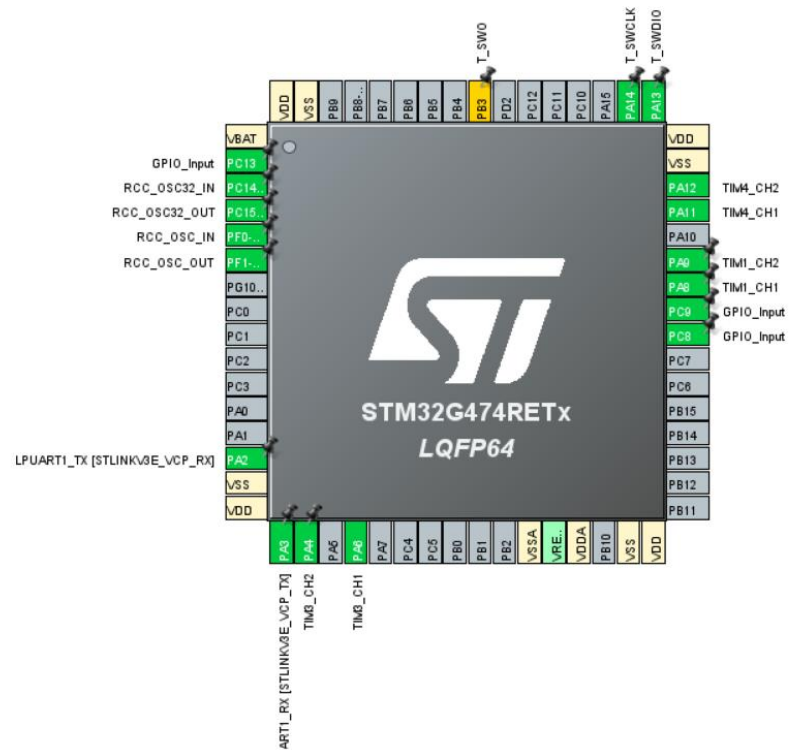 T_SWO
T_SWCLK
T_SWDIO
VDD
VSS
PB9
PB8-..
PB7
PB6
PB5
PB4
PB3
PD2
PC12
PC11
PC10
PA15
PA14
PA13
VBAT
GPIO_Input PC13
RCC_OSC32_IN PC14..
RCC_OSC32_OUT PC15..
RCC_OSC_IN PF0-..
RCC_OSC_OUT PF1-..
PG10..
PC0
PC1
PC2
PC3
PA0
PA1
LPUART1_TX [STLINKV3E_VCP_RX] PA2
VSS
VDD
ST
STM32G474RETx
LQFP64
VDD
VSS
PA12 TIM4_CH2
PA11 TIM4_CH1
PA10
PA9 TIM1_CH2
PA8 TIM1_CH1
PC9 GPIO_Input
PC8 GPIO_Input
PC7
PC6
PB15
PB14
PB13
PB12
PB11
PA3
PA4
PA5
PA6
PA7
PC4
PC5
PB0
PB1
PB2
VSSA
VRE..
VDDA
PB10
VSS
VDD
ART1_RX [STLINKV3E_VCP_TX]
TIM3_CH2
TIM3_CH1